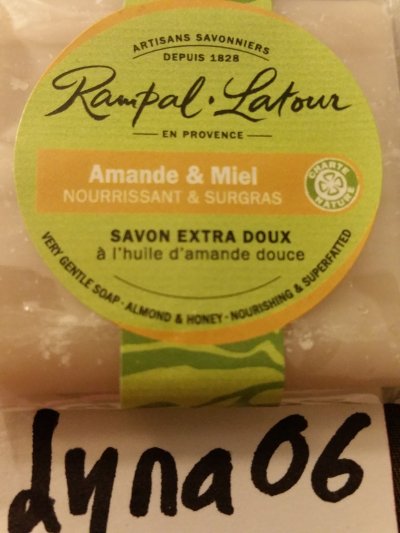 ARTISANS SAVONNIERS
DEPUIS 1828
Rampal·Latour
EN PROVENCE
Amande & Miel
NOURRISSANT & SURGRAS
CHARTE
NATURE
SAVON EXTRA DOUX
à l'huile d'amande douce
VERY GENTLE SOAP · ALMOND & HONEY · NOURISHING & SUPERFATTED
dyna06